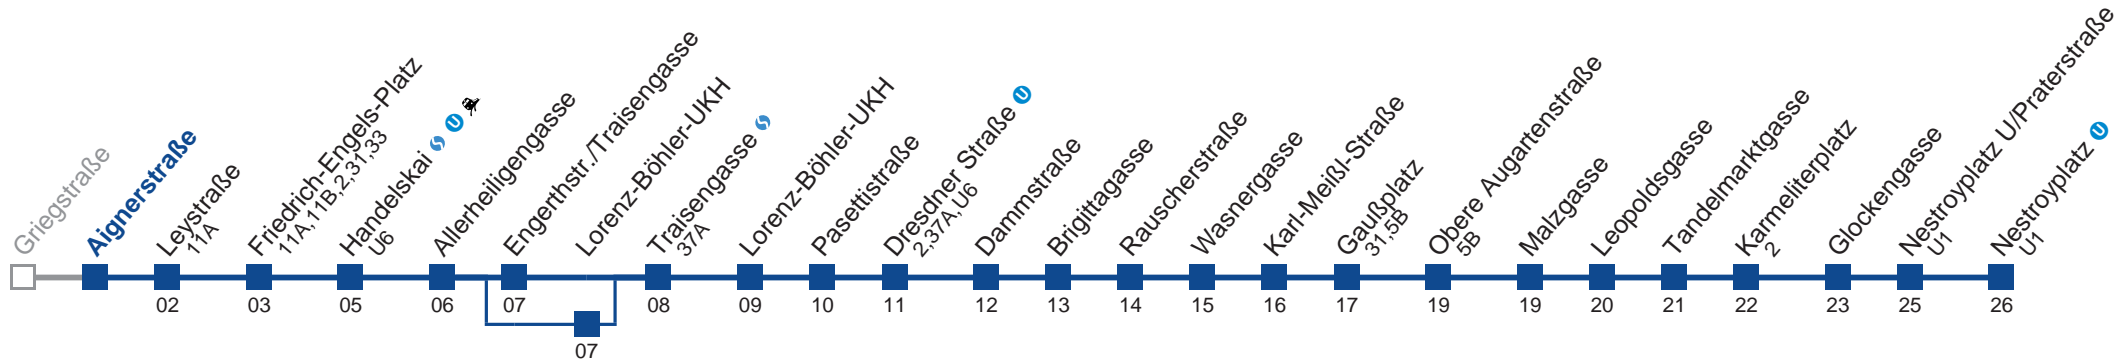 Griegstraße
Aignerstraße
Leystraße
11A
02
Friedrich-Engels-Platz
11A,11B,2,31,33
03
Handelskai S U
U6
05
Allerheiligengasse
06
Engerthstr./Traisengasse
07
Lorenz-Böhler-UKH
07
Traisengasse S
37A
08
Lorenz-Böhler-UKH
09
Pasettistraße
10
Dresdner Straße U
2,37A, U6
11
Dammstraße
12
Brigittagasse
13
Rauscherstraße
14
Wasnergasse
15
Karl-Meißl-Straße
16
Gaußplatz
31,5B
17
Obere Augartenstraße
5B
19
Malzgasse
19
Leopoldsgasse
20
Tandelmarktgasse
21
Karmeliterplatz
2
22
Glockengasse
23
Nestroyplatz U/Praterstraße
U1
25
Nestroyplatz U
U1
26